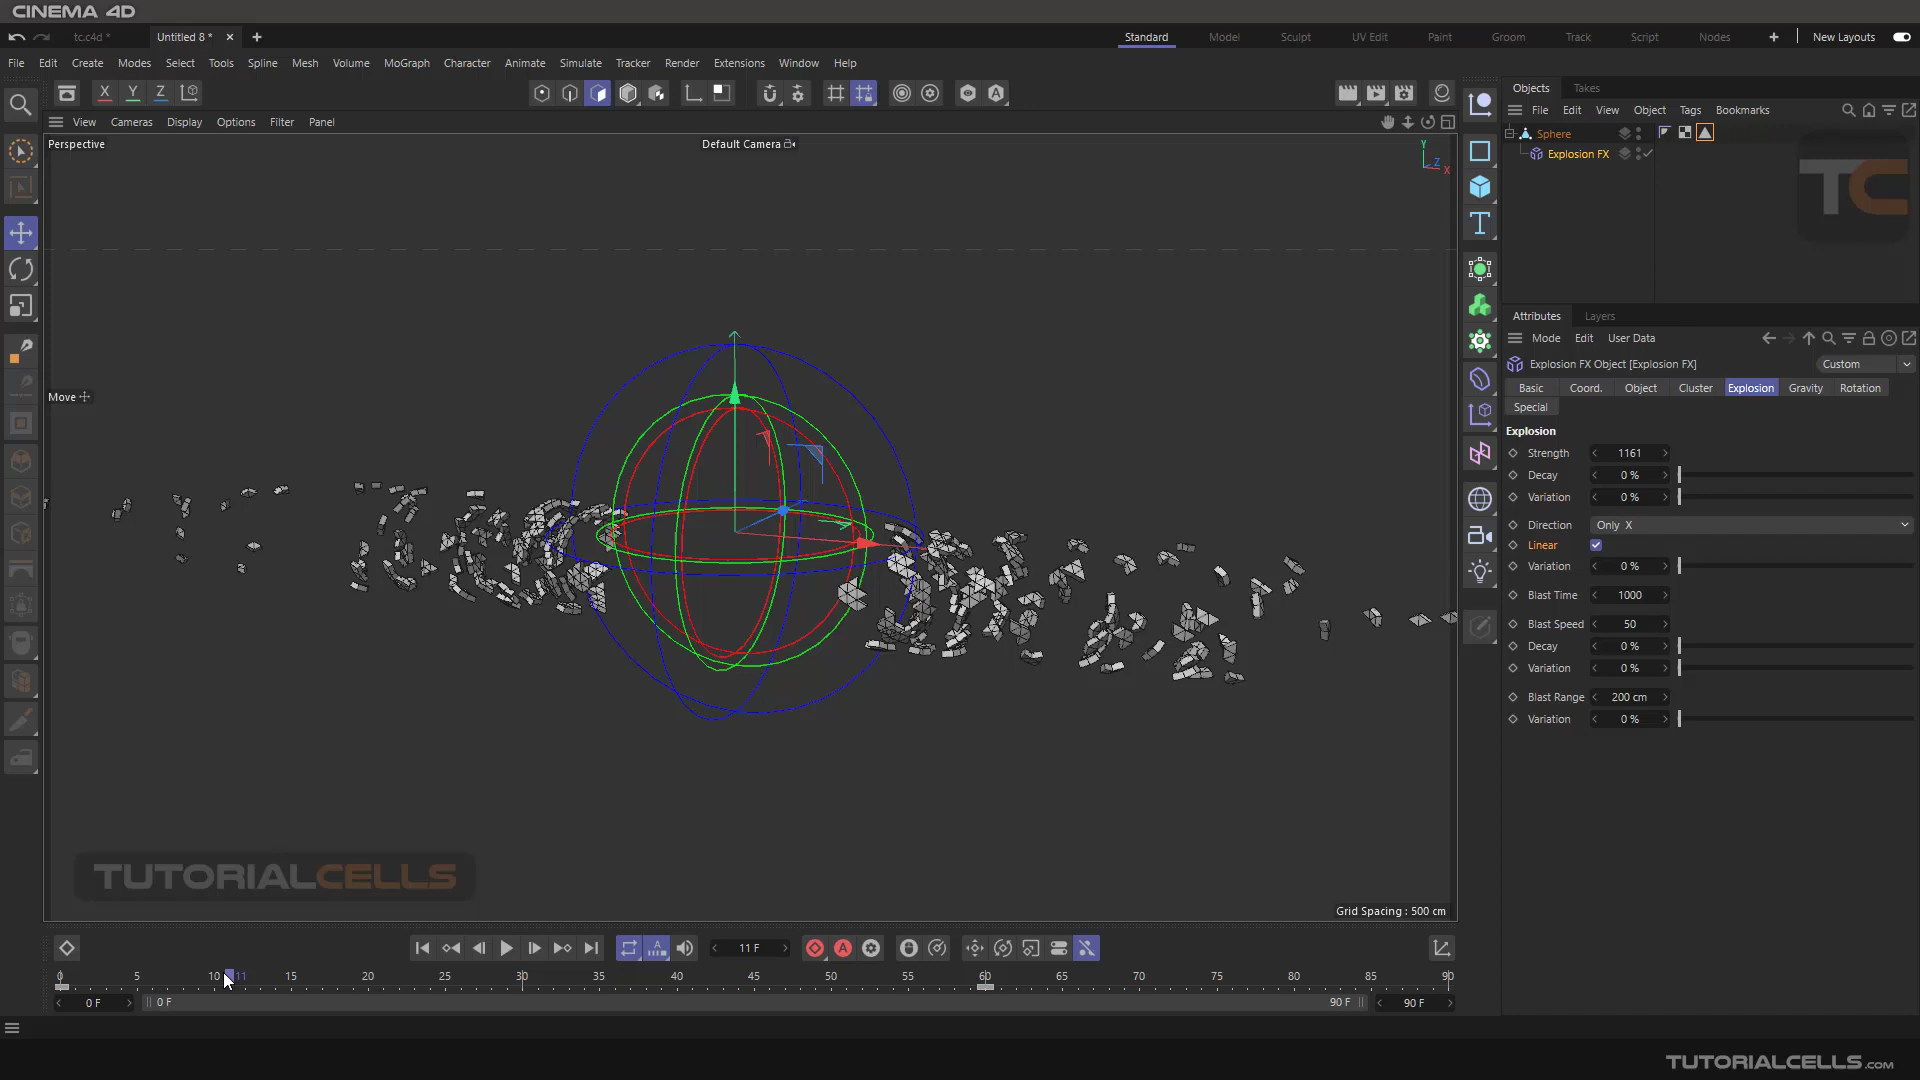 CINEMA 4D
tc.c4d *
Untitled 8 *
Standard
Model
Sculpt
UV Edit
Paint
Groom
Track
Script
Nodes
New Layouts
File Edit Create Modes Select Tools Spline Mesh Volume MoGraph Character Animate Simulate Tracker Render Extensions Window Help
X Y Z
View Cameras Display Options Filter Panel
Perspective
Default Camera
Y
Z
X
Move
TUTORIALCELLS
Grid Spacing : 500 cm
Objects Takes
File Edit View Object Tags Bookmarks
Sphere
Explosion FX
TC
Attributes Layers
Mode Edit User Data
Explosion FX Object [Explosion FX]
Custom
Basic Coord. Object Cluster Explosion Gravity Rotation
Special
Explosion
Strength 1161
Decay 0 %
Variation 0 %
Direction Only X
Linear
Variation 0 %
Blast Time 1000
Blast Speed 50
Decay 0 %
Variation 0 %
Blast Range 200 cm
Variation 0 %
11 F
0 5 10 11 15 20 25 30 35 40 45 50 55 60 65 70 75 80 85 90
0 F
0 F
90 F
90 F
TUTORIALCELLS.COM